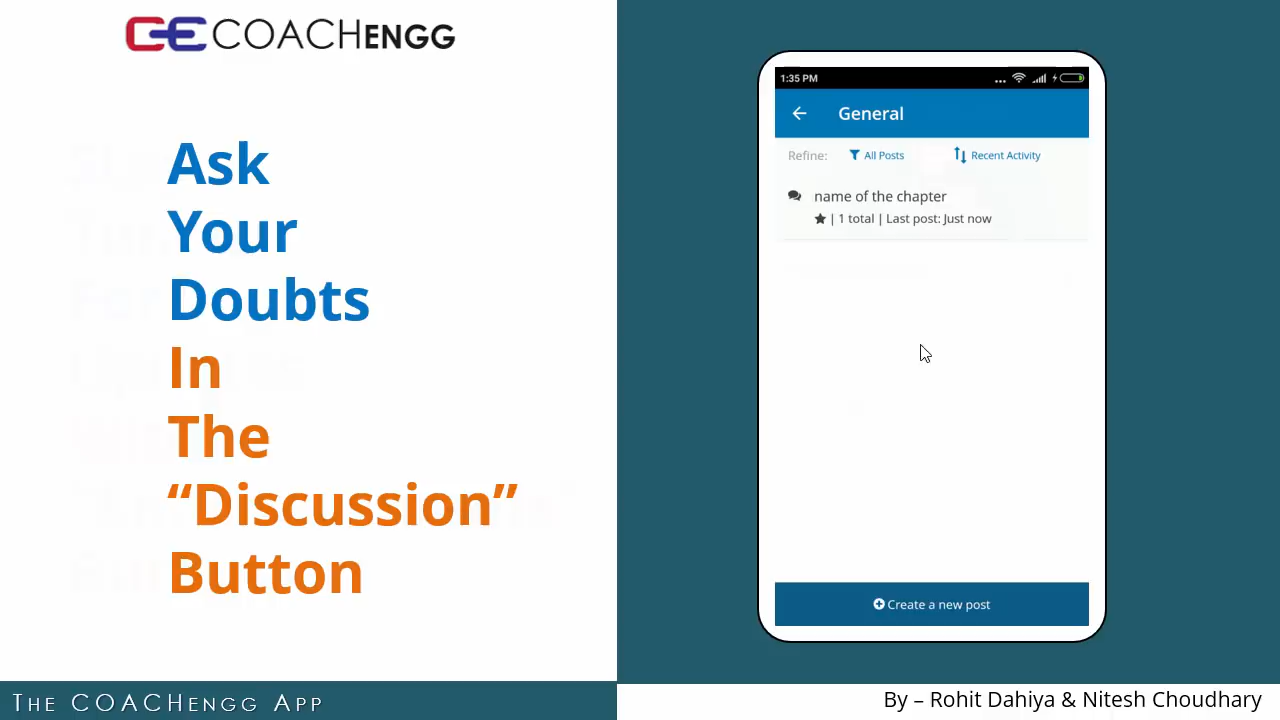 CE COACHENGG
Ask
Your
Doubts
In
The
“Discussion”
Button
1:35 PM
General
Refine: All Posts Recent Activity
name of the chapter
| 1 total | Last post: Just now
Create a new post
THE COACHENGG APP
By – Rohit Dahiya & Nitesh Choudhary